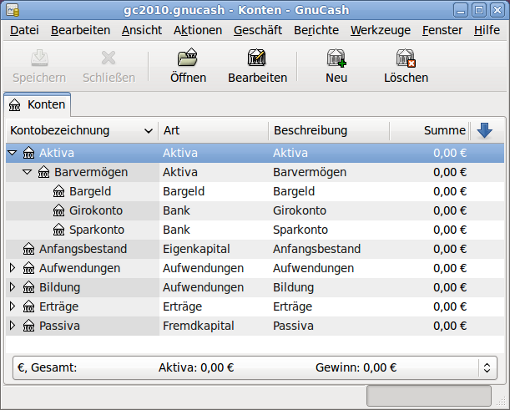 gc2010.gnucash - Konten - GnuCash
Datei Bearbeiten Ansicht Aktionen Geschäft Berichte Werkzeuge Fenster Hilfe
Speichern Schließen Öffnen Bearbeiten Neu Löschen
Konten
Kontobezeichnung Art Beschreibung Summe
Aktiva Aktiva Aktiva 0,00 €
Barvermögen Aktiva Barvermögen 0,00 €
Bargeld Bargeld Bargeld 0,00 €
Girokonto Bank Girokonto 0,00 €
Sparkonto Bank Sparkonto 0,00 €
Anfangsbestand Eigenkapital Anfangsbestand 0,00 €
Aufwendungen Aufwendungen Aufwendungen 0,00 €
Bildung Aufwendungen Bildung 0,00 €
Erträge Erträge Erträge 0,00 €
Passiva Fremdkapital Passiva 0,00 €
€, Gesamt: Aktiva: 0,00 € Gewinn: 0,00 €